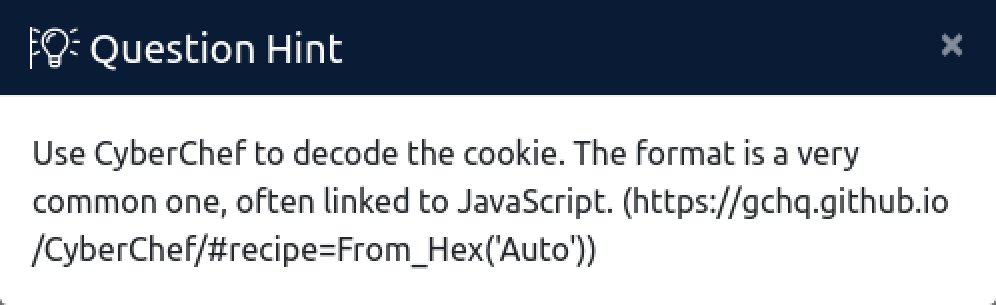 Question Hint
×
Use CyberChef to decode the cookie. The format is a very
common one, often linked to JavaScript. (https://gchq.github.io
/CyberChef/#recipe=From_Hex('Auto'))